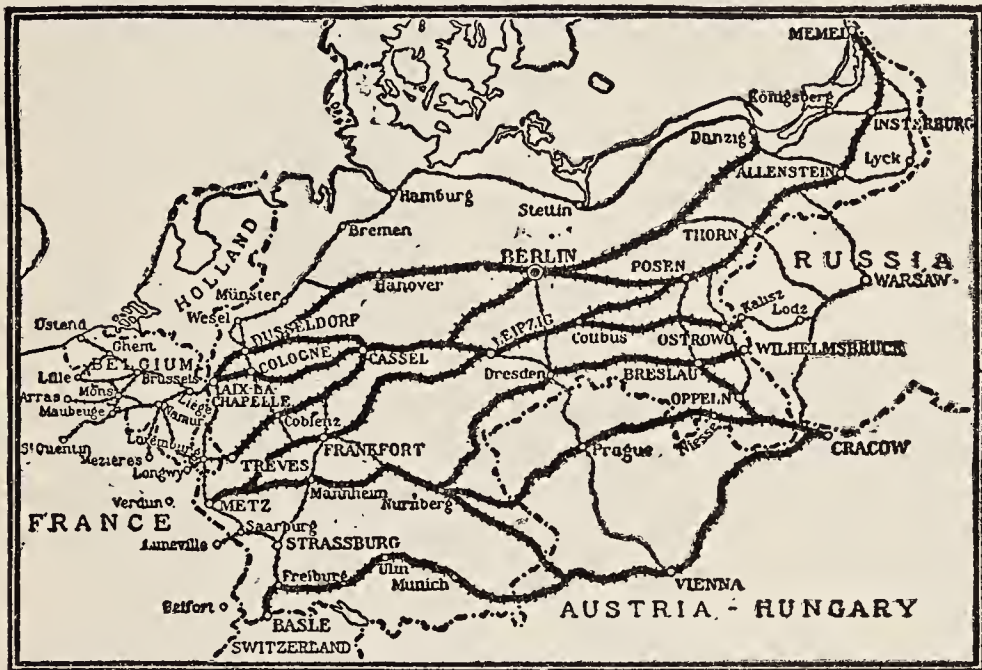 MEMEL
Königsberg
INSTERBURG
Danzig
Lyck
ALLENSTEIN
Hamburg
Stettin
Bremen
THORN
HOLLAND
BERLIN
RUSSIA
POSEN
WARSAW
Hanover
Münster
Wesel
Kalisz
Lodz
Ostend
DUSSELDORF
LEIPZIG
Ghent
Cottbus
OSTROWO
BELGIUM
COLOGNE
CASSEL
WILHELMSBRUCK
Lille
Brussels
AIX-LA-
CHAPELLE
Dresden
BRESLAU
Arras
Mons
Liége
Maubeuge
Namur
Coblenz
OPPELN
St Quentin
Luxemburg
FRANKFORT
Prague
Niesse
CRACOW
Mezieres
Longwy
TREVES
Verdun
METZ
Mannheim
Nurnberg
FRANCE
Saarburg
Luneville
STRASSBURG
Ulm
Freiburg
Munich
VIENNA
Belfort
AUSTRIA - HUNGARY
BASLE
SWITZERLAND